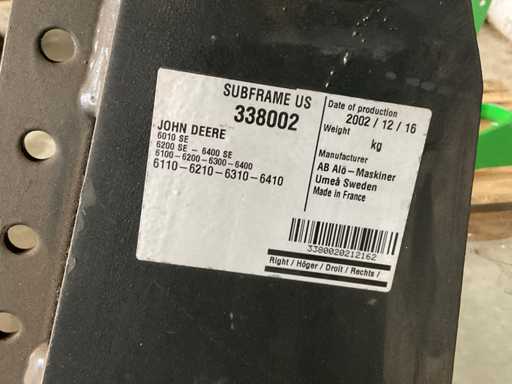 SUBFRAME US
338002
JOHN DEERE
6010 SE
6200 SE - 6400 SE
6100-6200-6300-6400
6110-6210-6310-6410
Date of production
2002 / 12 / 16
Weight
kg
Manufacturer
AB Alö-Maskiner
Umeå Sweden
Made in France
3380020212162
Right / Höger / Droit / Rechts /